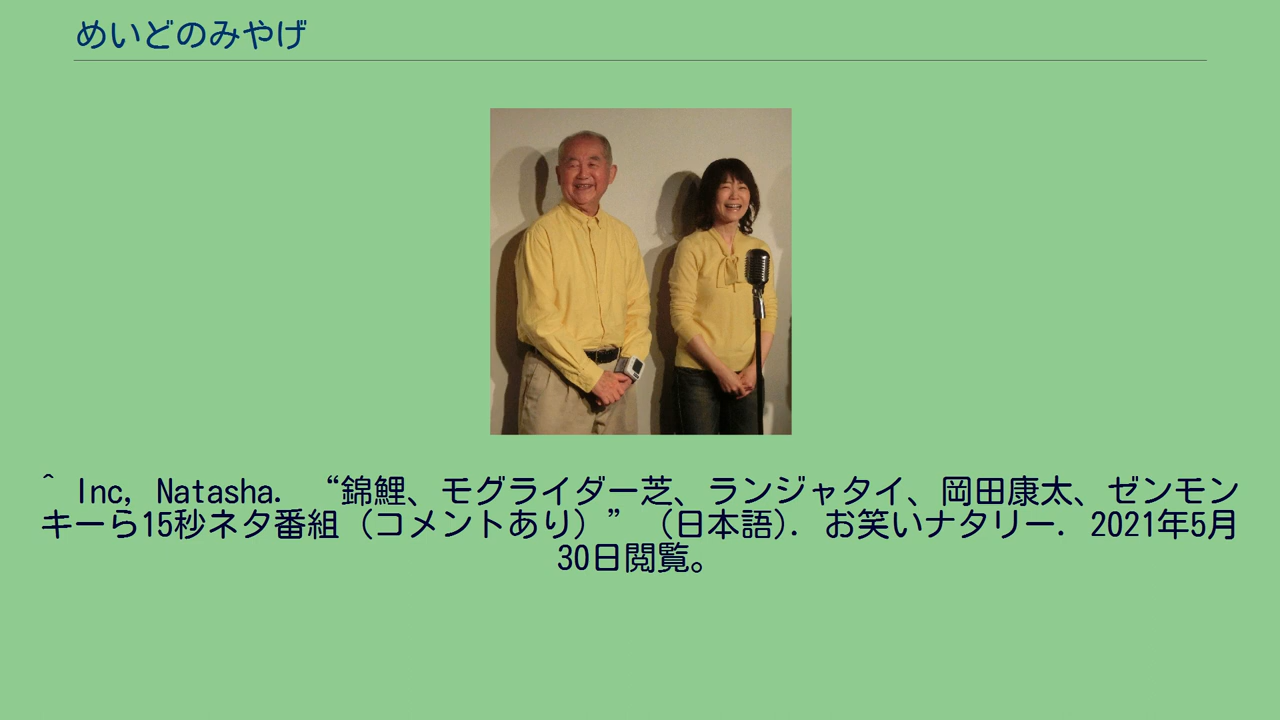 めいどのみやげ
^ Inc, Natasha. “錦鯉、モグライダー芝、ランジャタイ、岡田康太、ゼンモン
キーら15秒ネタ番組（コメントあり）” （日本語). お笑いナタリー. 2021年5月
30日閲覧。